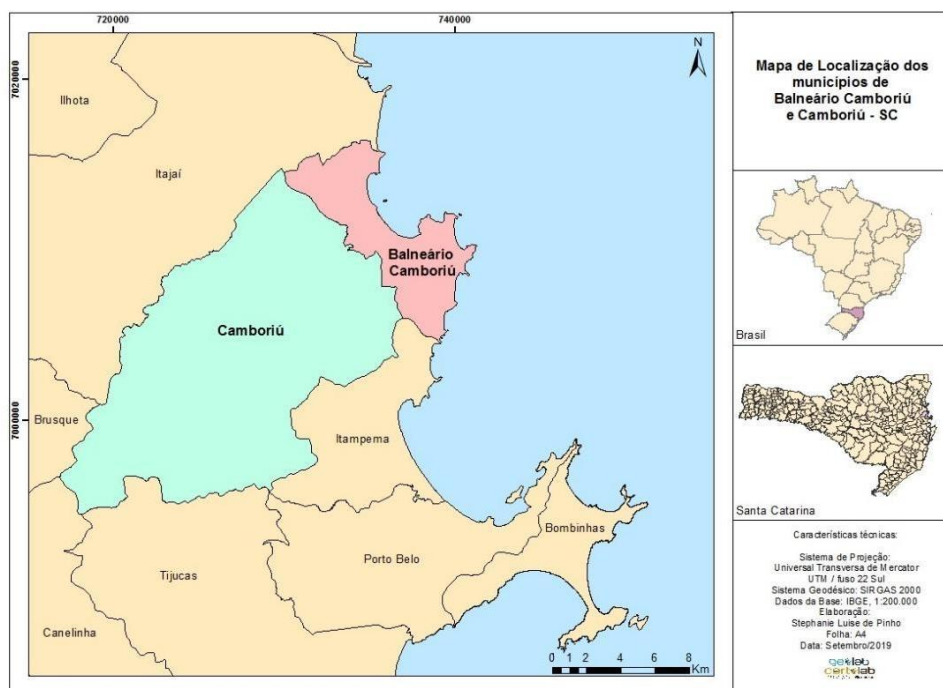 720000
740000
7020000
7000000
N
Ilhota
Itajaí
Balneário
Camboriú
Camboriú
Brusque
Itampema
Bombinhas
Porto Belo
Tijucas
Canelinha
0 1 2 4 6 8
Km
Mapa de Localização dos
municípios de
Balneário Camboriú
e Camboriú - SC
Brasil
Santa Catarina
Características técnicas:
Sistema de Projeção:
Universal Transversa de Mercator
UTM / fuso 22 Sul
Sistema Geodésico: SIRGAS 2000
Dados da Base: IBGE, 1:200.000
Elaboração:
Stephanie Luise de Pinho
Folha: A4
Data: Setembro/2019